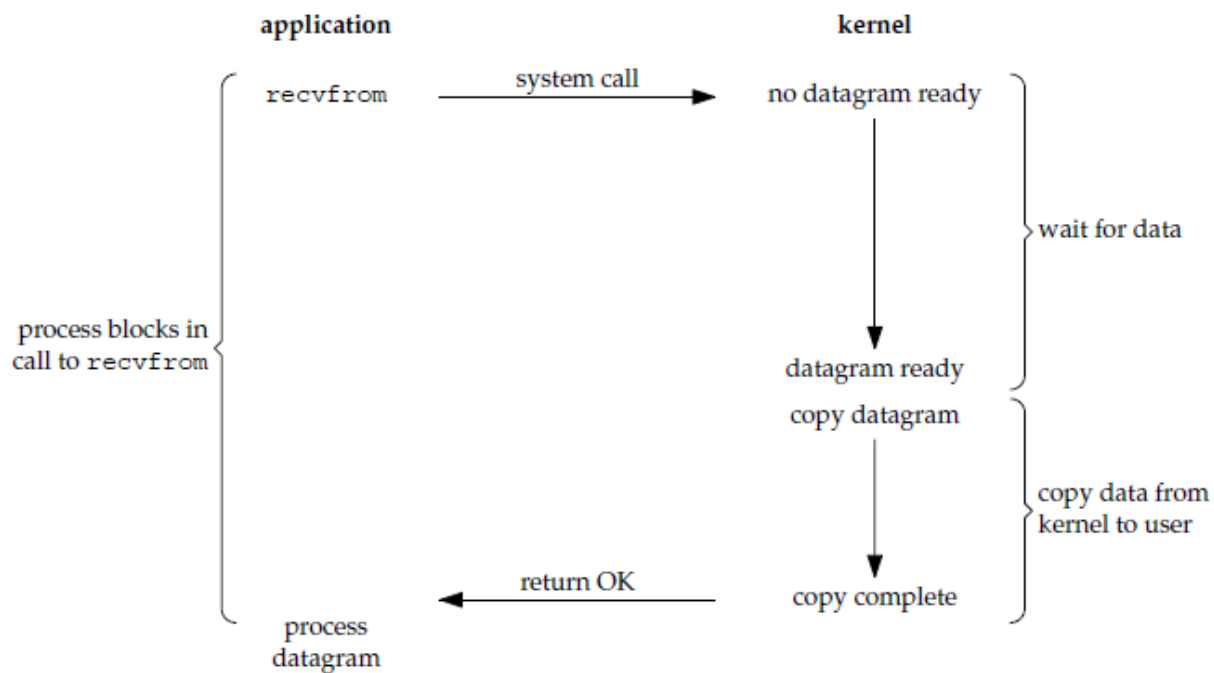 application
kernel
recvfrom
system call
no datagram ready
wait for data
process blocks in
call to recvfrom
datagram ready
copy datagram
copy data from
kernel to user
return OK
copy complete
process
datagram